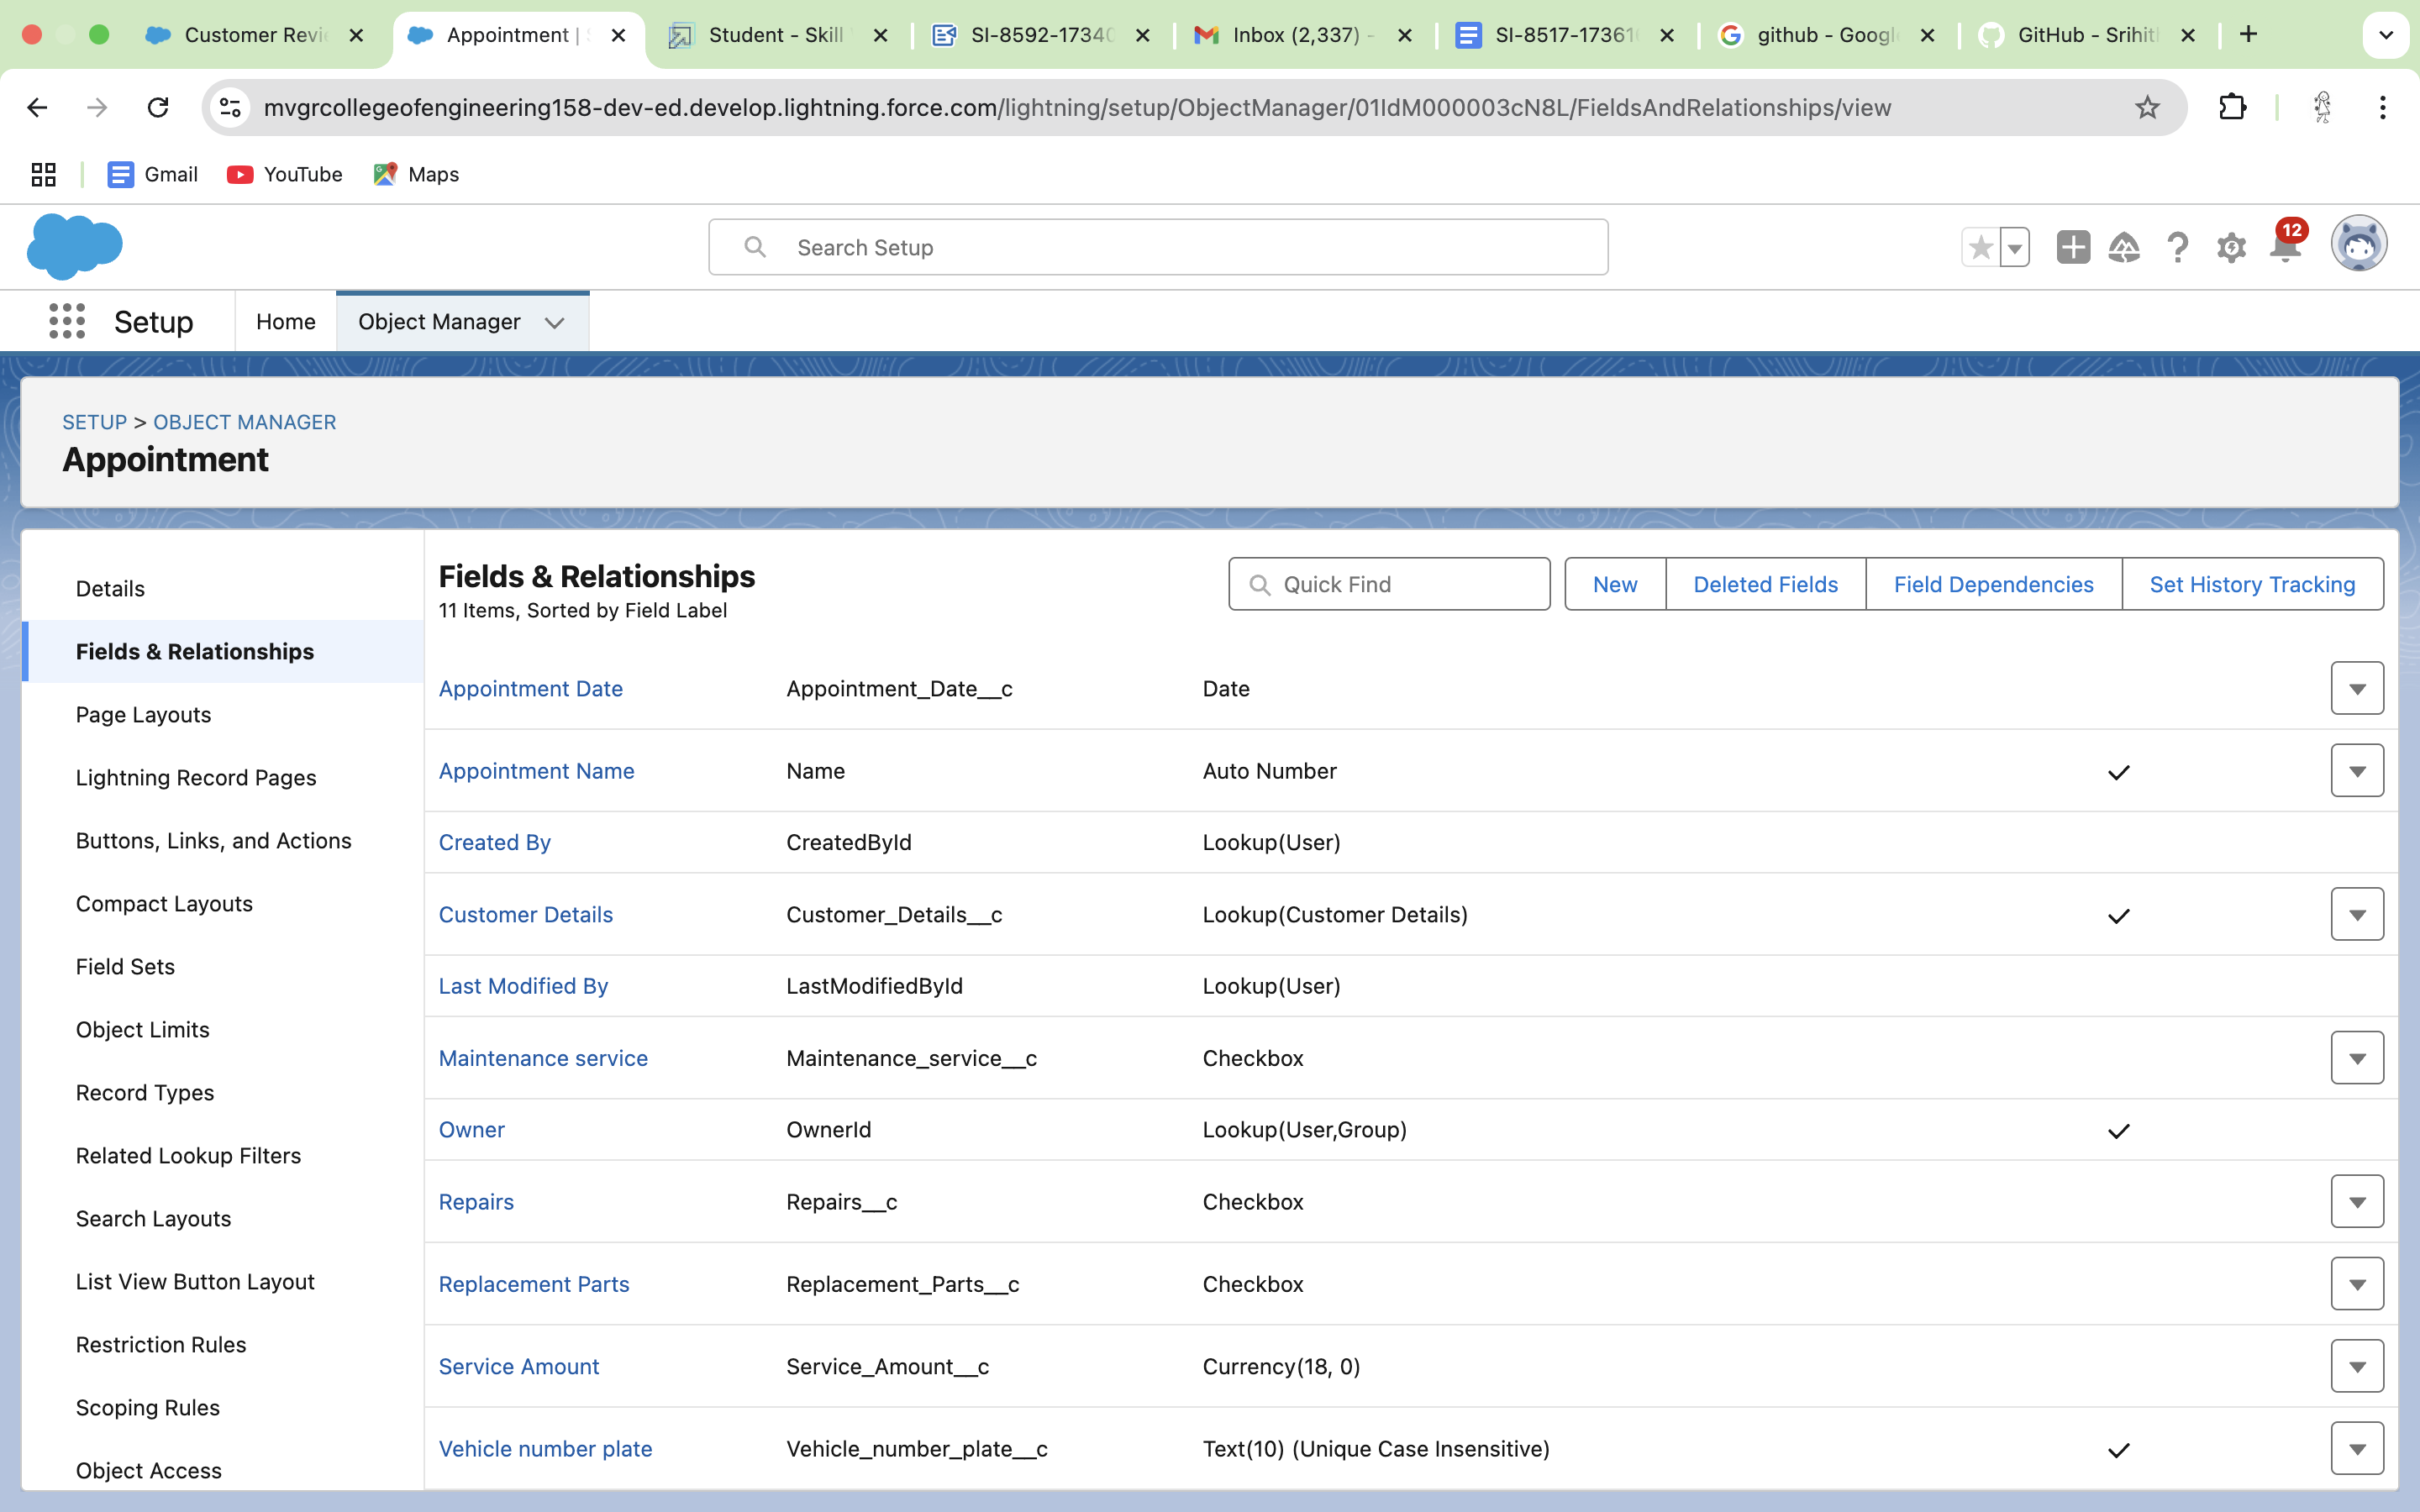 Customer Revi
Appointment |
Student - Skill
SI-8592-1734
Inbox (2,337) -
SI-8517-17361
github - Googl
GitHub - Srihit
mvgrcollegeofengineering158-dev-ed.develop.lightning.force.com/lightning/setup/ObjectManager/01IdM000003cN8L/FieldsAndRelationships/view
Gmail
YouTube
Maps
Search Setup
12
Setup
Home
Object Manager
SETUP > OBJECT MANAGER
Appointment
Details
Fields & Relationships
Page Layouts
Lightning Record Pages
Buttons, Links, and Actions
Compact Layouts
Field Sets
Object Limits
Record Types
Related Lookup Filters
Search Layouts
List View Button Layout
Restriction Rules
Scoping Rules
Object Access
Fields & Relationships
11 Items, Sorted by Field Label
Quick Find
New
Deleted Fields
Field Dependencies
Set History Tracking
Appointment Date Appointment_Date__c Date
Appointment Name Name Auto Number
Created By CreatedById Lookup(User)
Customer Details Customer_Details__c Lookup(Customer Details)
Last Modified By LastModifiedById Lookup(User)
Maintenance service Maintenance_service__c Checkbox
Owner OwnerId Lookup(User,Group)
Repairs Repairs__c Checkbox
Replacement Parts Replacement_Parts__c Checkbox
Service Amount Service_Amount__c Currency(18, 0)
Vehicle number plate Vehicle_number_plate__c Text(10) (Unique Case Insensitive)